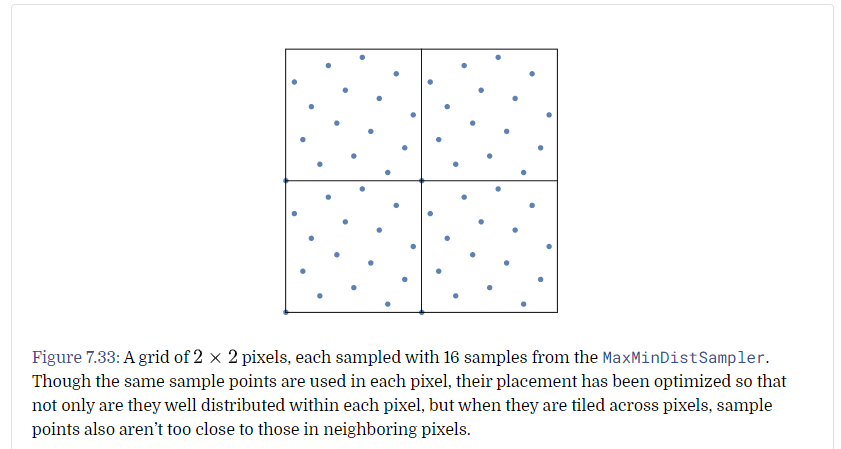 Figure 7.33: A grid of 2 × 2 pixels, each sampled with 16 samples from the MaxMinDistSampler.
Though the same sample points are used in each pixel, their placement has been optimized so that
not only are they well distributed within each pixel, but when they are tiled across pixels, sample
points also aren’t too close to those in neighboring pixels.